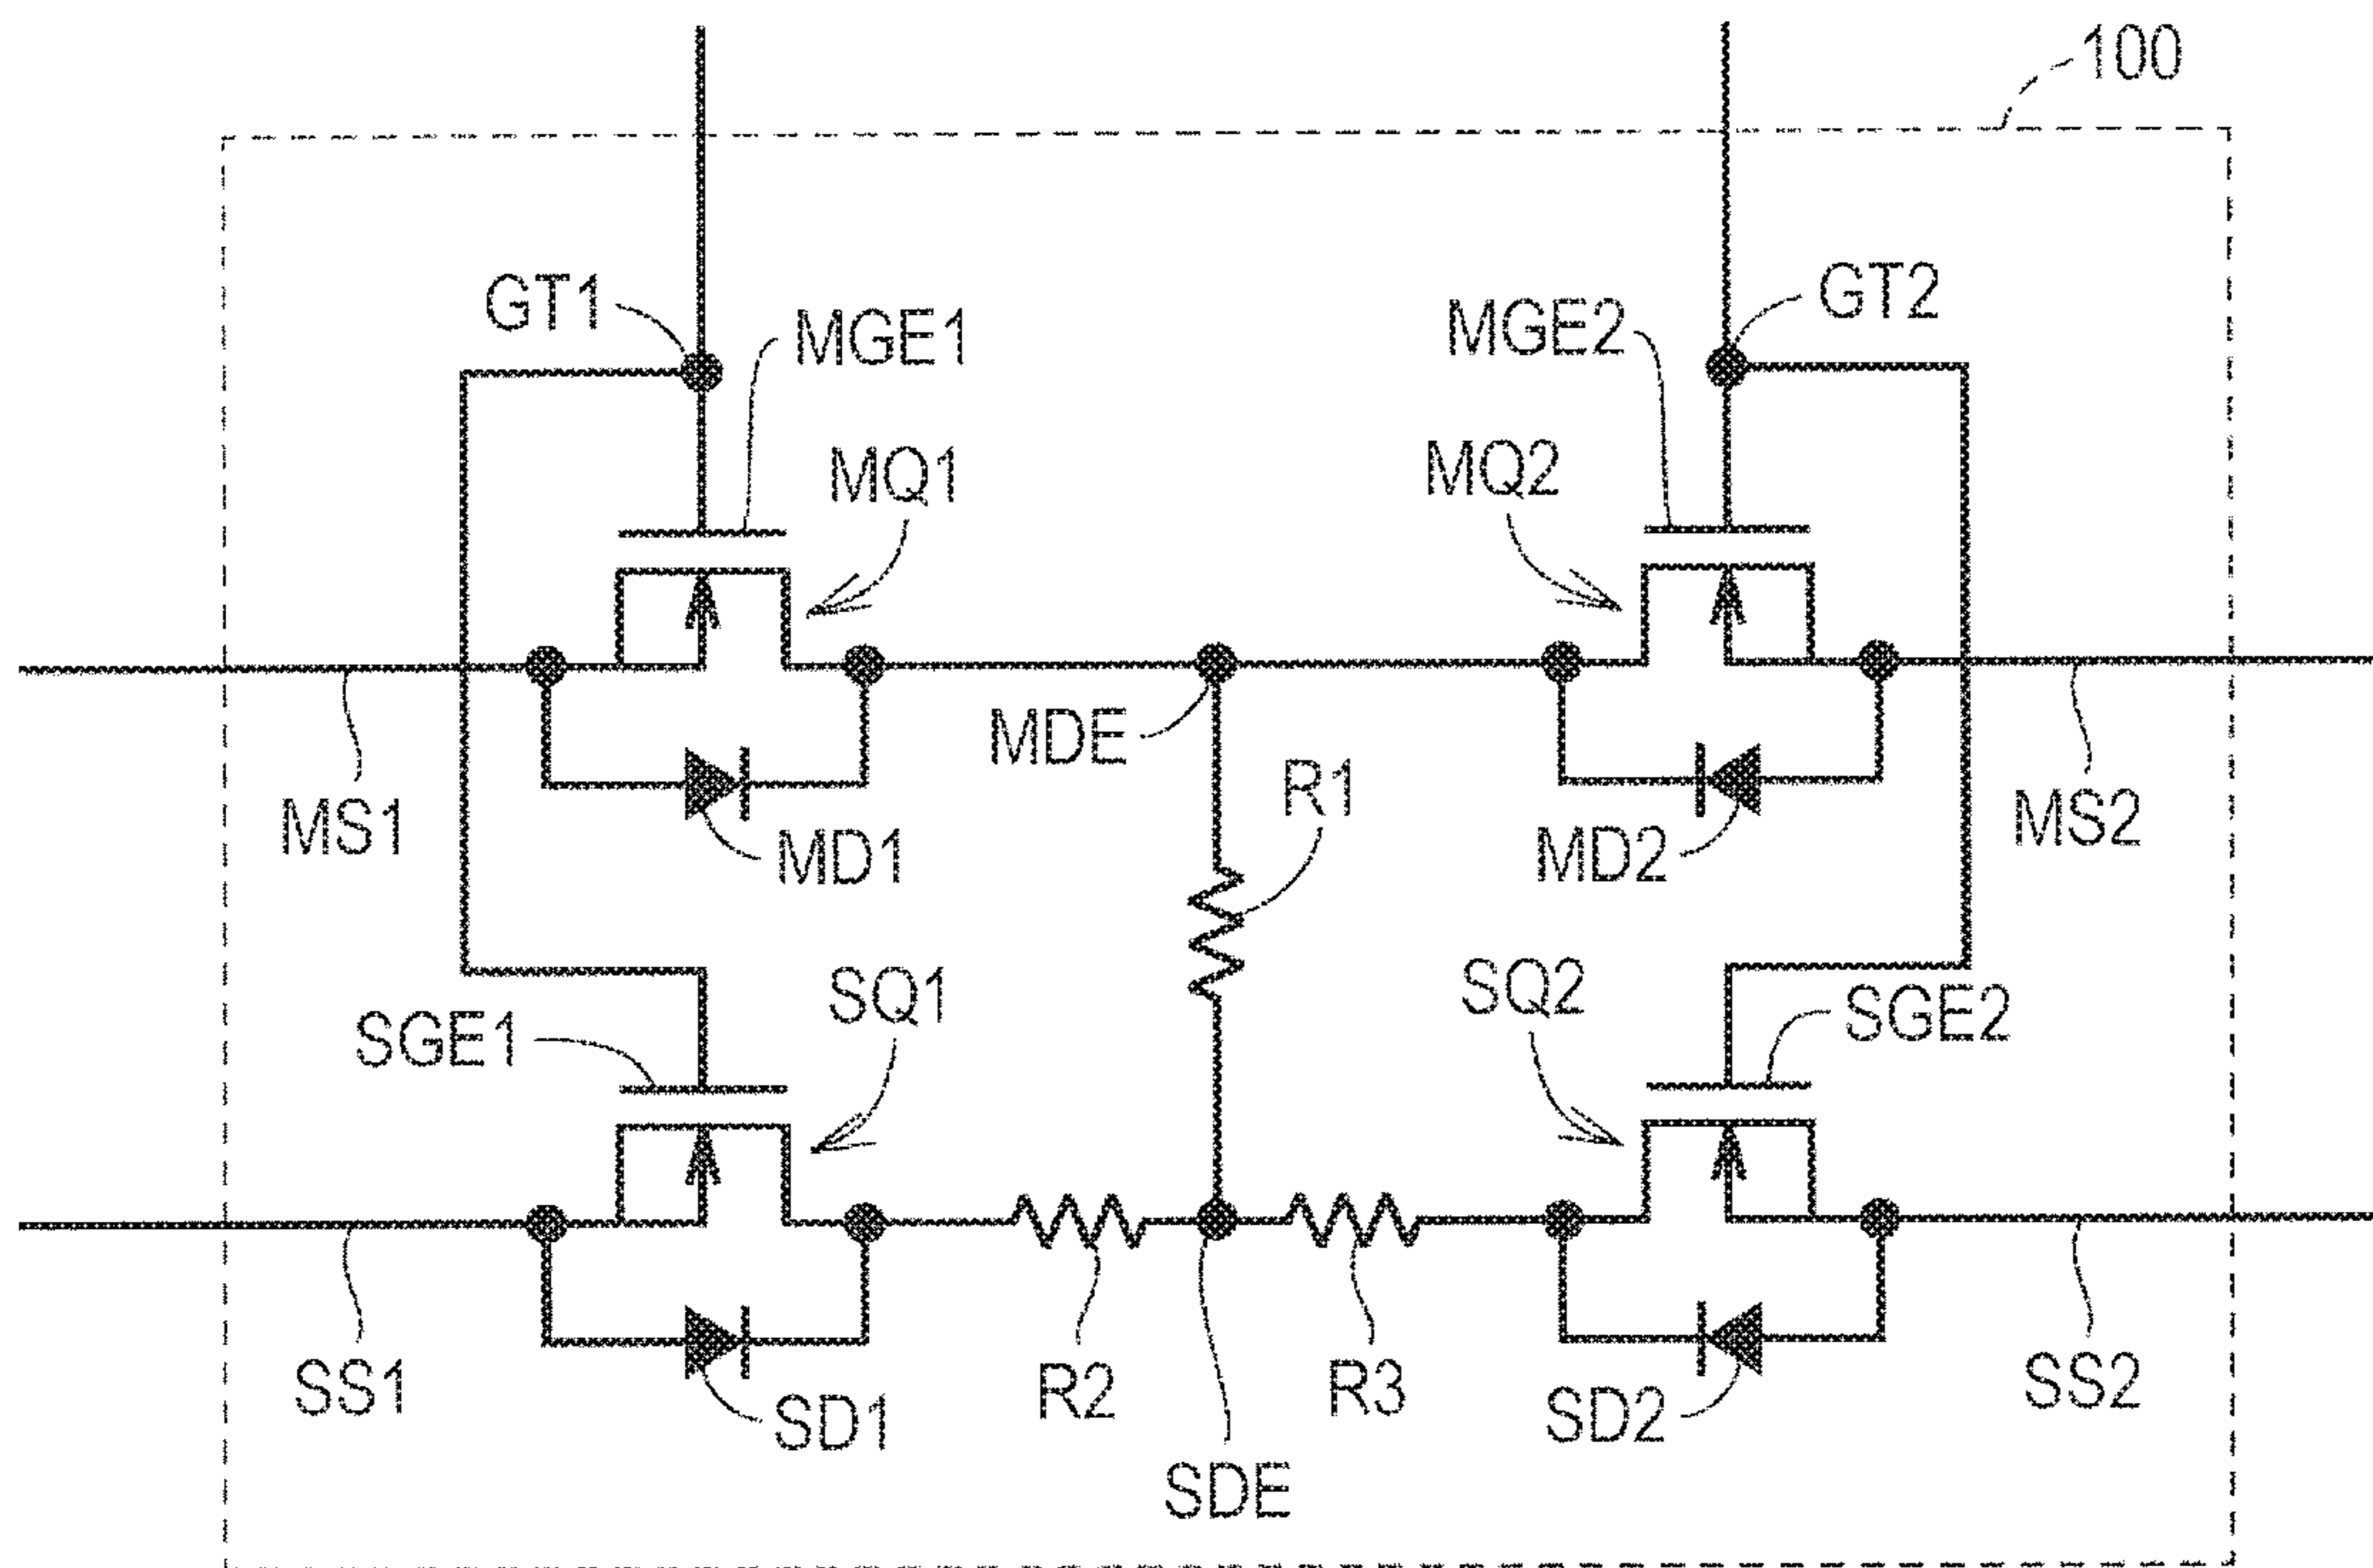 100
GT1
GT2
MGE1
MGE2
MQ1
MQ2
MDE
R1
MS1
MD1
MD2
MS2
SGE1
SQ1
SQ2
SGE2
SS1
SD1
R2
R3
SD2
SS2
SDE